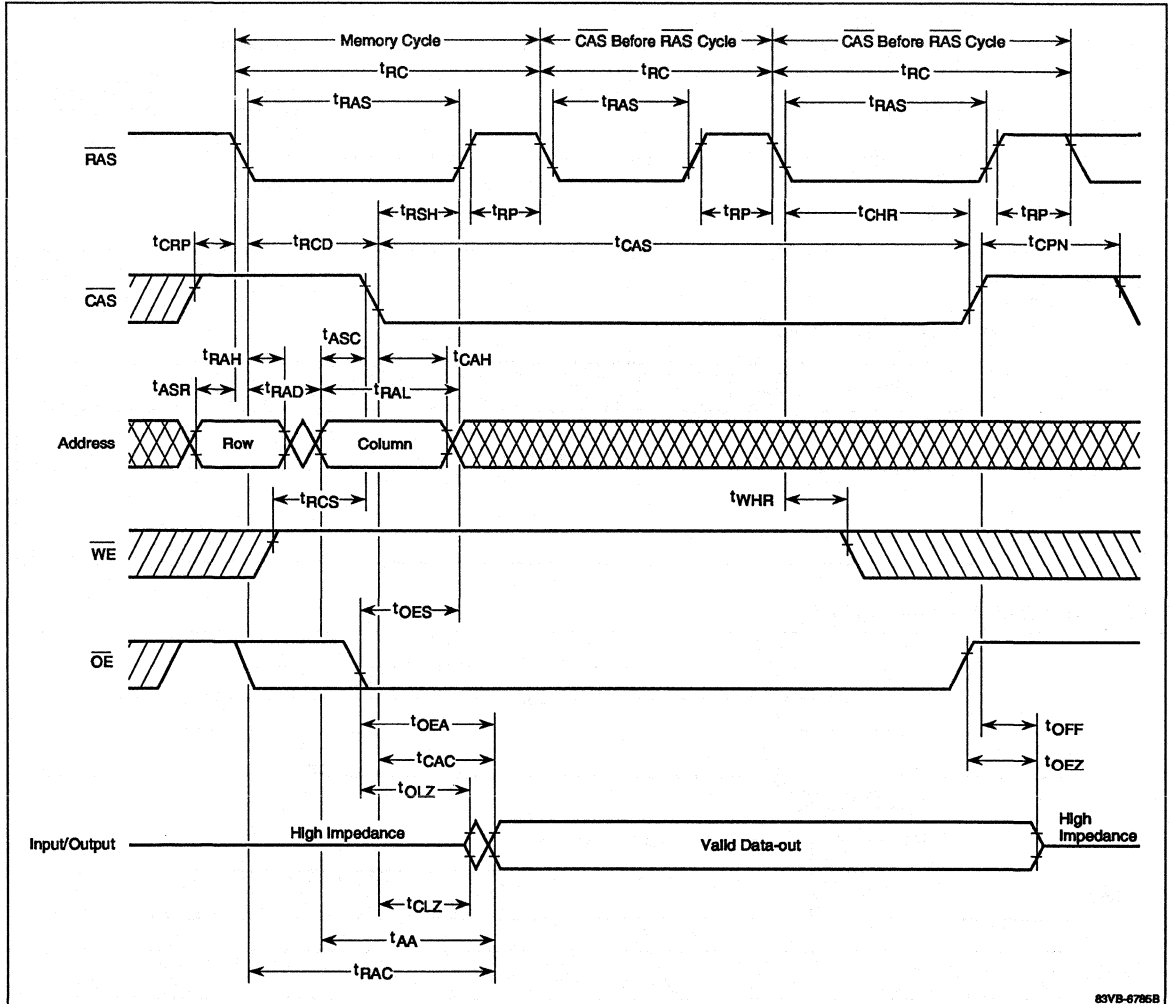 Memory Cycle CAS Before RAS Cycle CAS Before RAS Cycle
tRC tRC tRC
tRAS tRAS tRAS
RAS
tRSH tRP tRP tCHR tRP
tCRP tRCD tCAS tCPN
CAS
tASC
tRAH tCAH
tASR tRAD tRAL
Address Row Column
tRCS tWHR
WE
tOES
OE
tOEA tOFF
tCAC
tOEZ
tOLZ
High Impedance
High
Impedance
Input/Output Valid Data-out
tCLZ
tAA
tRAC
83VB-6785B